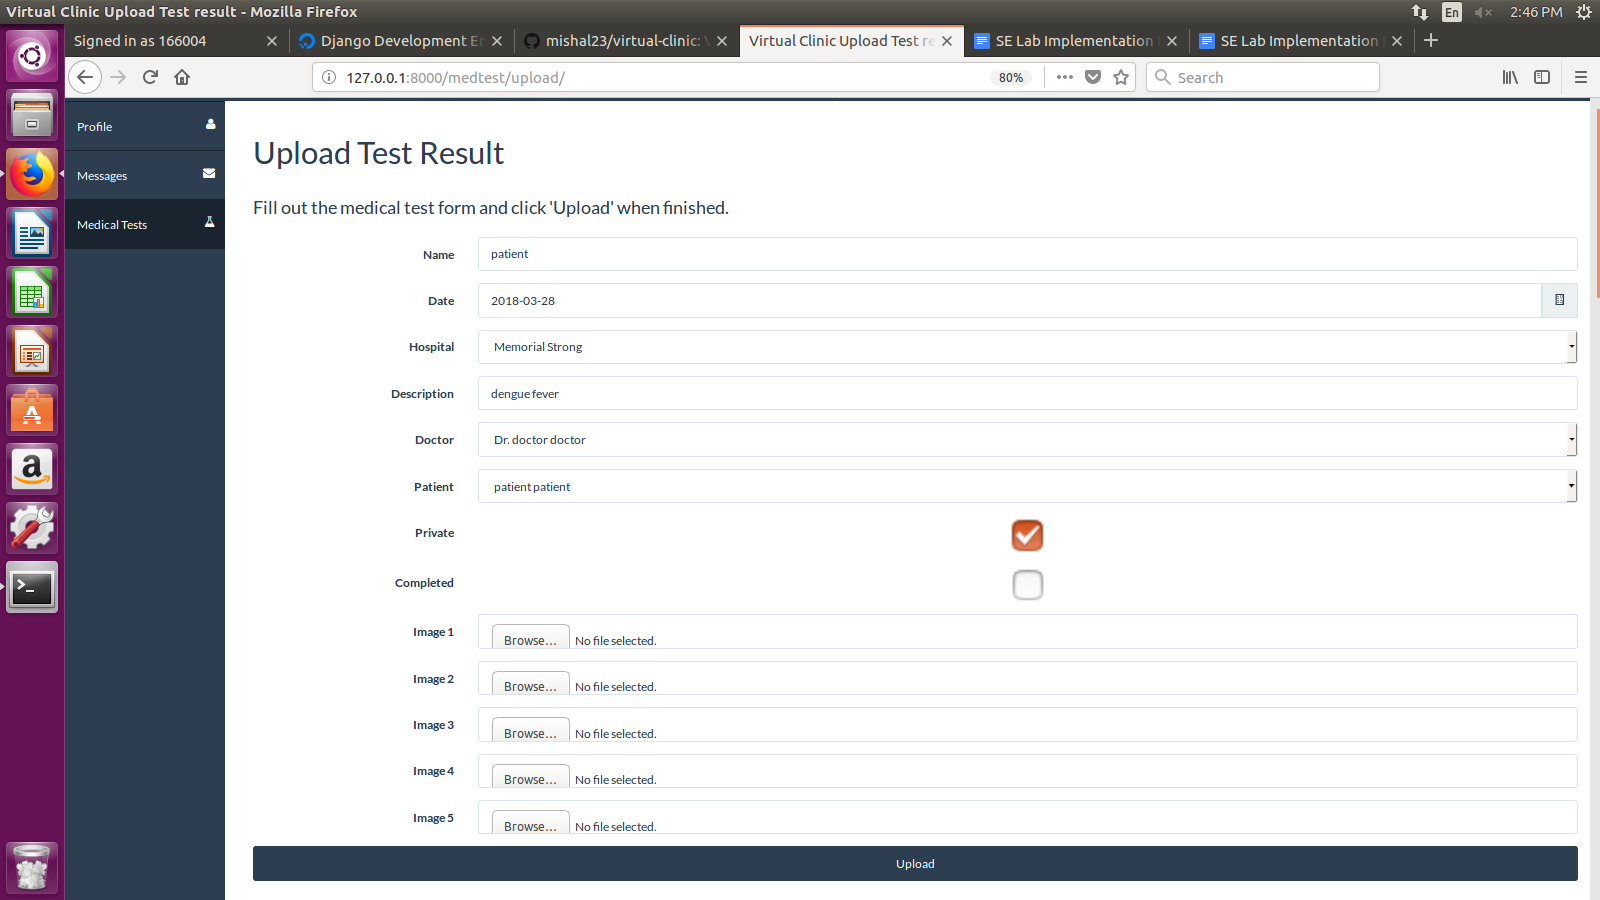 Virtual Clinic Upload Test result - Mozilla Firefox
En
2:46 PM
Signed in as 166004
Django Development Er
mishal23/virtual-clinic: V
Virtual Clinic Upload Test re
SE Lab Implementation
SE Lab Implementation
127.0.0.1:8000/medtest/upload/
80%
Search
Profile
Messages
Medical Tests
Upload Test Result
Fill out the medical test form and click 'Upload' when finished.
Name
patient
Date
2018-03-28
Hospital
Memorial Strong
Description
dengue fever
Doctor
Dr. doctor doctor
Patient
patient patient
Private
Completed
Image 1
Browse... No file selected.
Image 2
Browse... No file selected.
Image 3
Browse... No file selected.
Image 4
Browse... No file selected.
Image 5
Browse... No file selected.
Upload